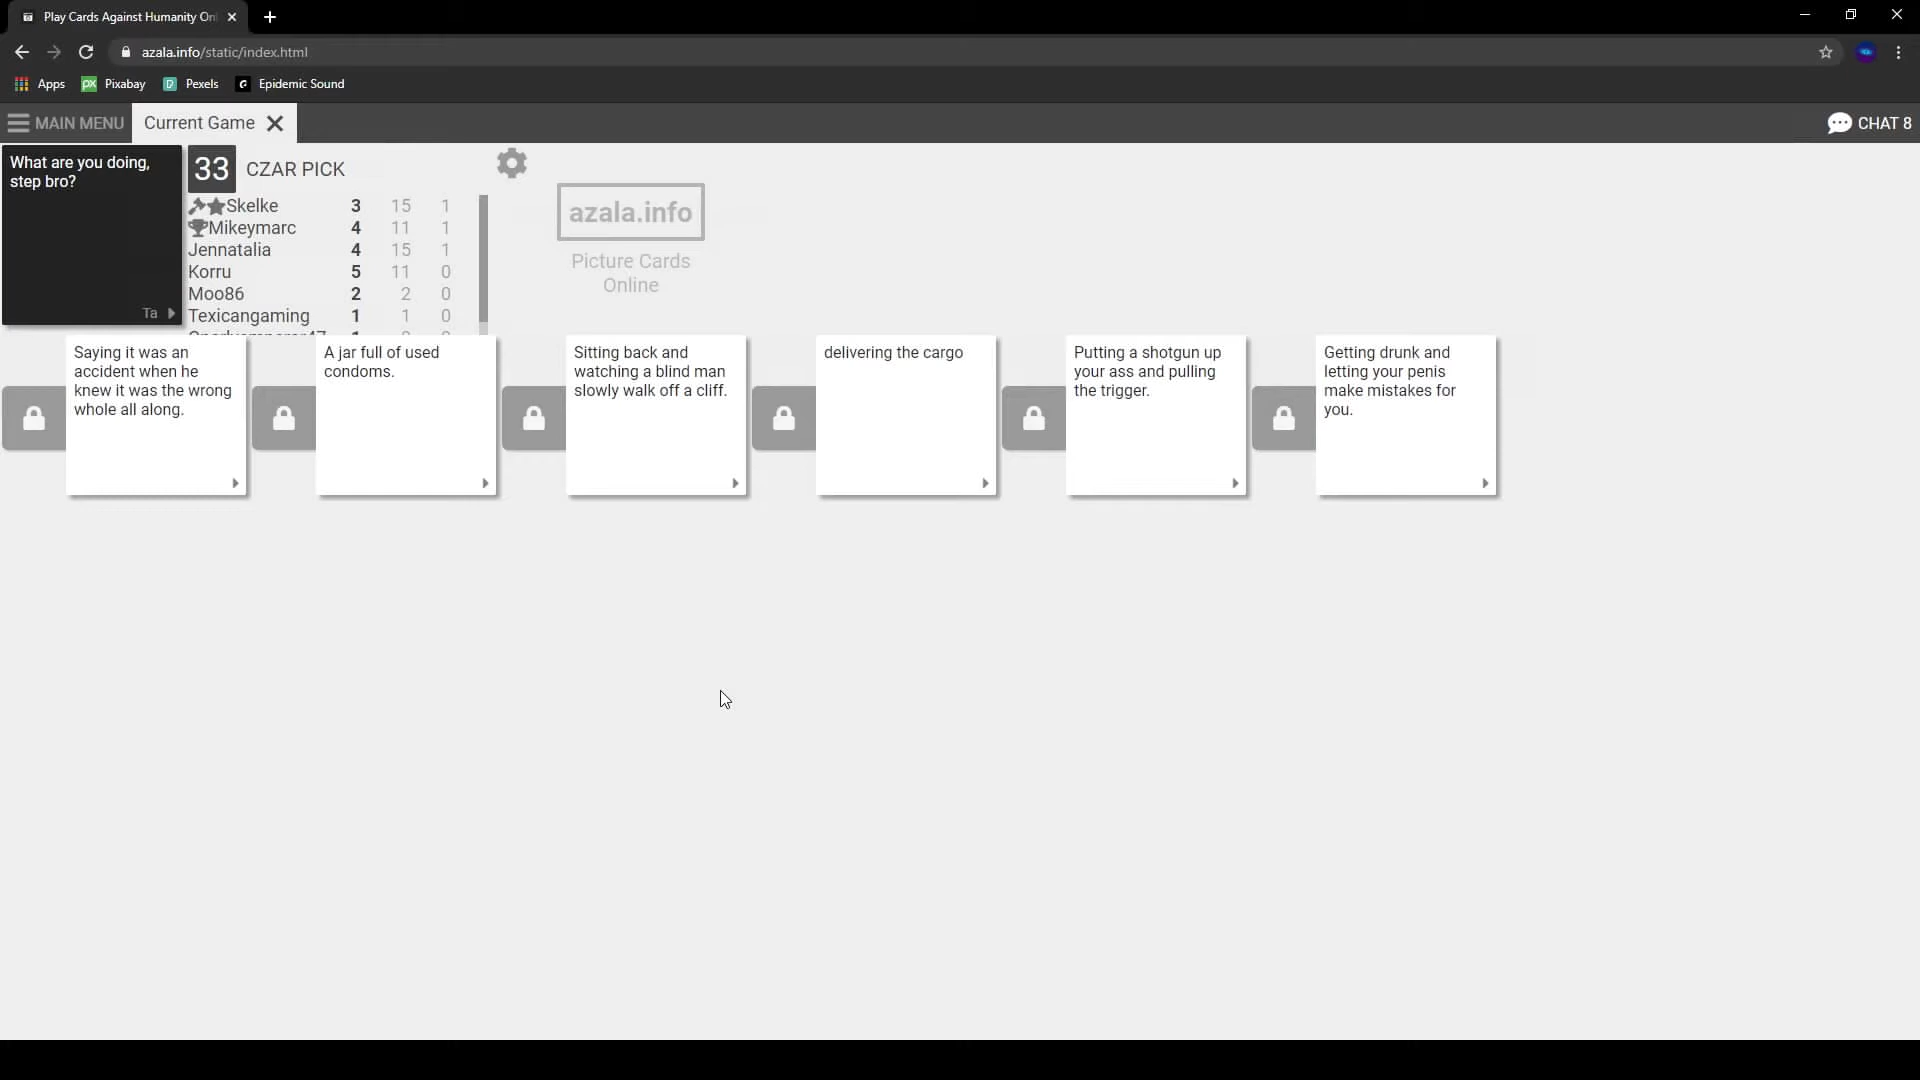 Play Cards Against Humanity Onl
azala.info/static/index.html
Apps
Pixabay
Pexels
Epidemic Sound
MAIN MENU
Current Game
CHAT 8
What are you doing,
step bro?
Ta
33
CZAR PICK
Skelke 3 15 1
Mikeymarc 4 11 1
Jennatalia 4 15 1
Korru 5 11 0
Moo86 2 2 0
Texicangaming 1 1 0
azala.info
Picture Cards
Online
Saying it was an
accident when he
knew it was the wrong
whole all along.
A jar full of used
condoms.
Sitting back and
watching a blind man
slowly walk off a cliff.
delivering the cargo
Putting a shotgun up
your ass and pulling
the trigger.
Getting drunk and
letting your penis
make mistakes for
you.